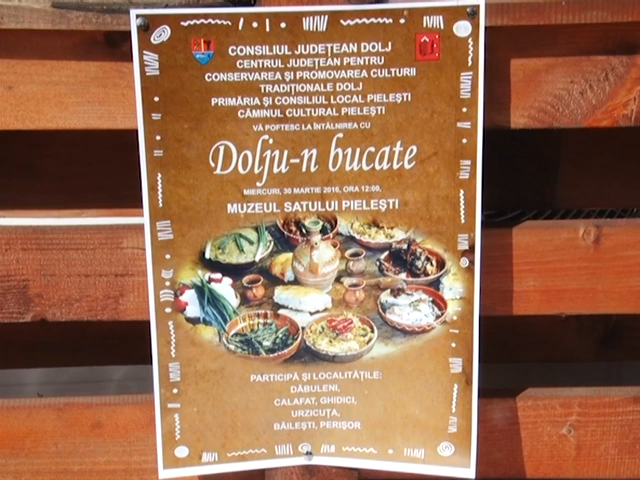 CONSILIUL JUDEȚEAN DOLJ
CENTRUL JUDEȚEAN PENTRU
CONSERVAREA ȘI PROMOVAREA CULTURII
TRADIȚIONALE DOLJ
PRIMĂRIA ȘI CONSILIUL LOCAL PIELEȘTI
CĂMINUL CULTURAL PIELEȘTI
VĂ POFTESC LA ÎNTÂLNIREA CU
Dolju-n bucate
MIERCURI, 30 MARTIE 2016, ORA 12:00,
MUZEUL SATULUI PIELEȘTI
PARTICIPĂ ȘI LOCALITĂȚILE:
DĂBULENI,
CALAFAT, GHIDICI,
URZICUȚA,
BĂILEȘTI, PERIȘOR